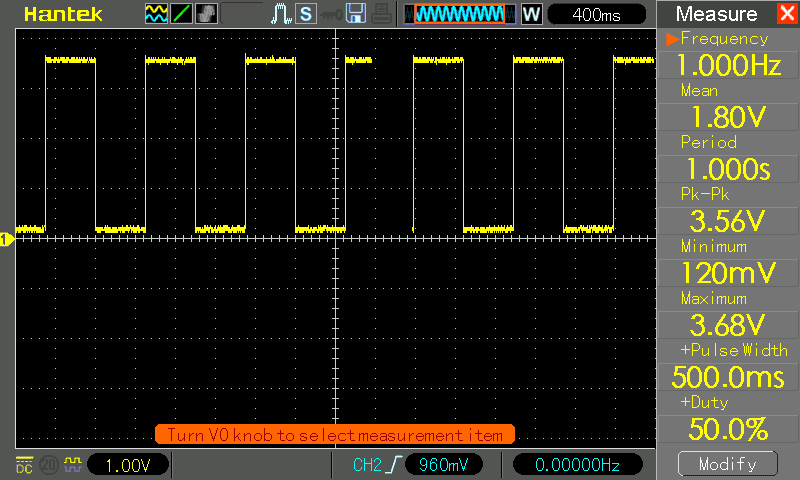 Hantek
S
W
400ms
Measure X
Frequency
1.000Hz
Mean
1.80V
Period
1.000s
Pk-Pk
3.56V
Minimum
120mV
Maximum
3.68V
+Pulse Width
500.0ms
+Duty
50.0%
Modify
1
Turn V0 knob to select measurement item
DC 20 1.00V CH2 960mV 0.00000Hz